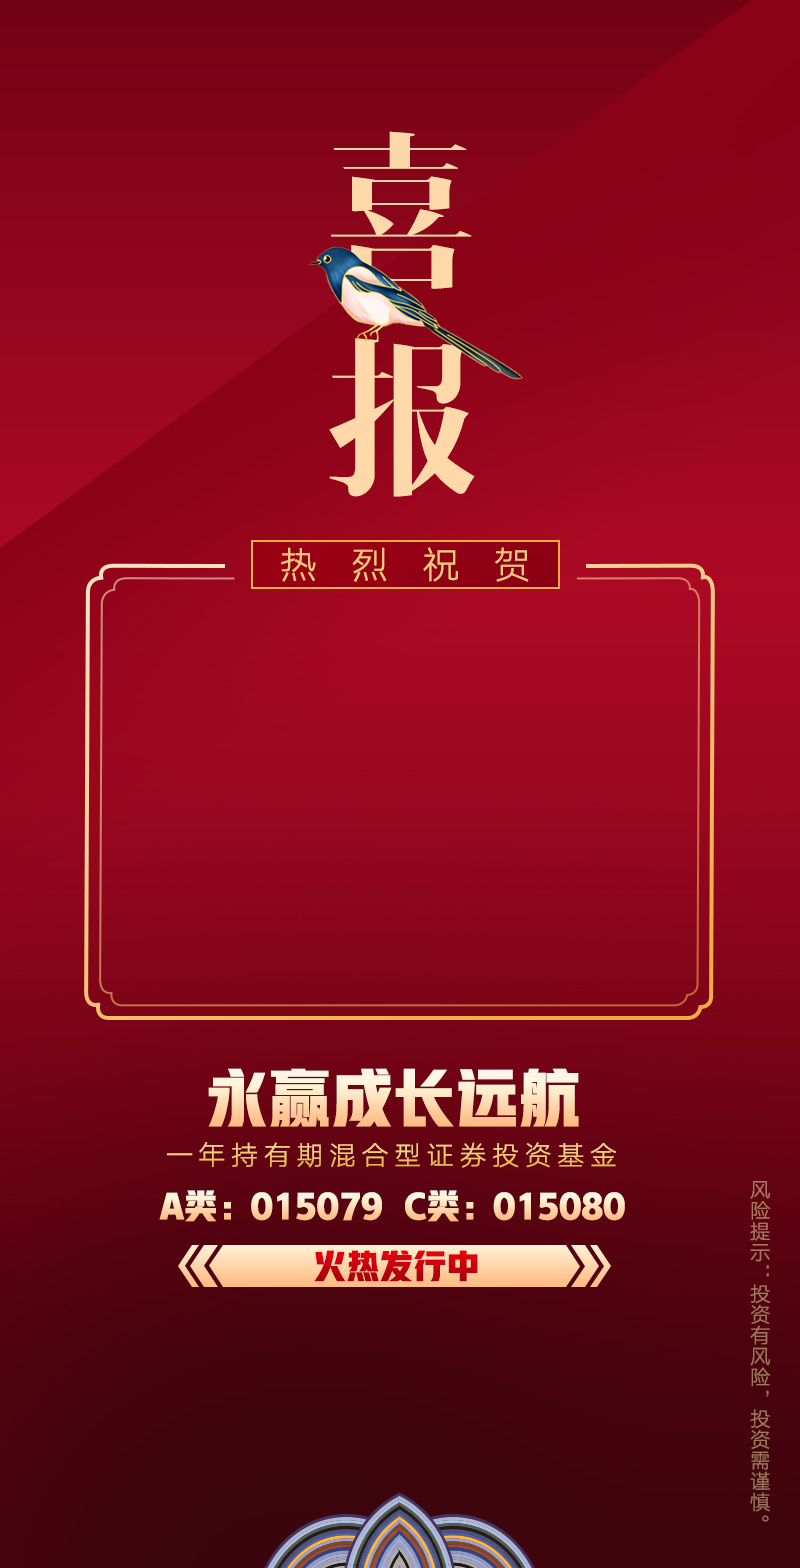 喜报
热烈祝贺
永赢成长远航
一年持有期混合型证券投资基金
A类：015079 C类：015080
火热发行中
风险提示：投资有风险，投资需谨慎。